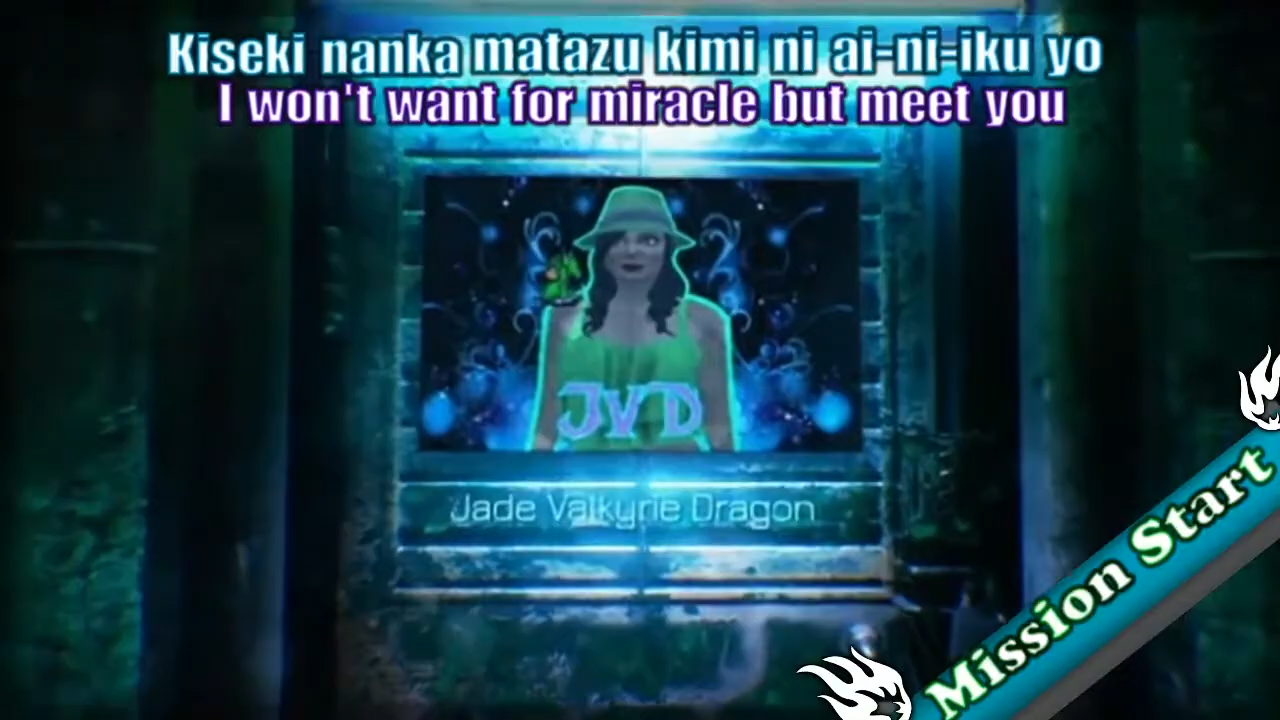 Kiseki nanka matazu kimi ni ai-ni-iku yo
I won't want for miracle but meet you
JVD
Jade Valkyrie Dragon
Mission Start